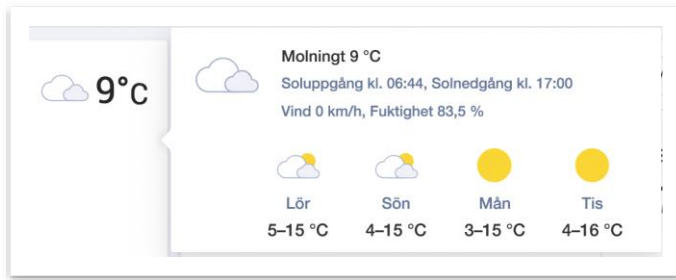 9°C
Molningt 9 °C
Soluppgång kl. 06:44, Solnedgång kl. 17:00
Vind 0 km/h, Fuktighet 83,5 %
Lör Sön Mån Tis
5–15 °C 4–15 °C 3–15 °C 4–16 °C